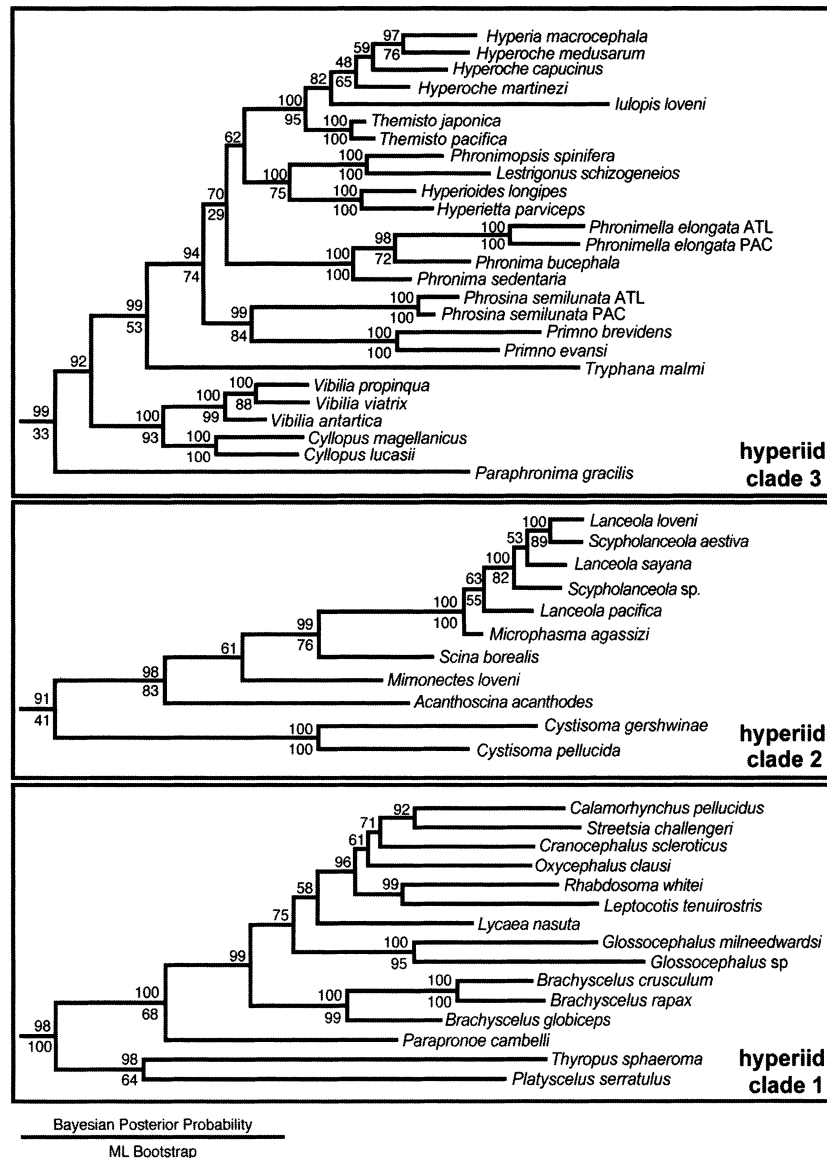 97
Hyperia macrocephala
59
76
Hyperoche medusarum
48
Hyperoche capucinus
82
65
Hyperoche martinezi
100
Iulopis loveni
95
100
Themisto japonica
62
100
Themisto pacifica
100
Phronimopsis spinifera
100
100
Lestrigonus schizogeneios
75
100
Hyperioides longipes
70
100
Hyperietta parviceps
29
100
Phronimella elongata ATL
98
100
Phronimella elongata PAC
94
100
72
Phronima bucephala
74
100
Phronima sedentaria
99
100
Phrosina semilunata ATL
99
100
Phrosina semilunata PAC
53
84
100
Primno brevidens
100
Primno evansi
92
Tryphana malmi
100
Vibilia propinqua
100
88
Vibilia viatrix
99
99
Vibilia antartica
33
93
100
Cyllopus magellanicus
100
Cyllopus lucasii
Paraphronima gracilis
hyperiid
clade 3
100
Lanceola loveni
53
89
Scypholanceola aestiva
100
Lanceola sayana
63
82
Scypholanceola sp.
100
55
Lanceola pacifica
99
100
Microphasma agassizi
61
76
Scina borealis
98
Mimonectes loveni
91
83
Acanthoscina acanthodes
41
100
Cystisoma gershwinae
100
Cystisoma pellucida
hyperiid
clade 2
92
Calamorhynchus pellucidus
71
Streetsia challengeri
61
Cranocephalus scleroticus
96
Oxycephalus clausi
58
99
Rhabdosoma whitei
Leptocotis tenuirostris
75
Lycaea nasuta
100
Glossocephalus milneedwardsi
99
95
Glossocephalus sp
100
Brachyscelus crusculum
100
100
100
Brachyscelus rapax
68
99
Brachyscelus globiceps
98
Parapronoe cambelli
100
98
Thyropus sphaeroma
64
Platyscelus serratulus
hyperiid
clade 1
Bayesian Posterior Probability
ML Bootstrap